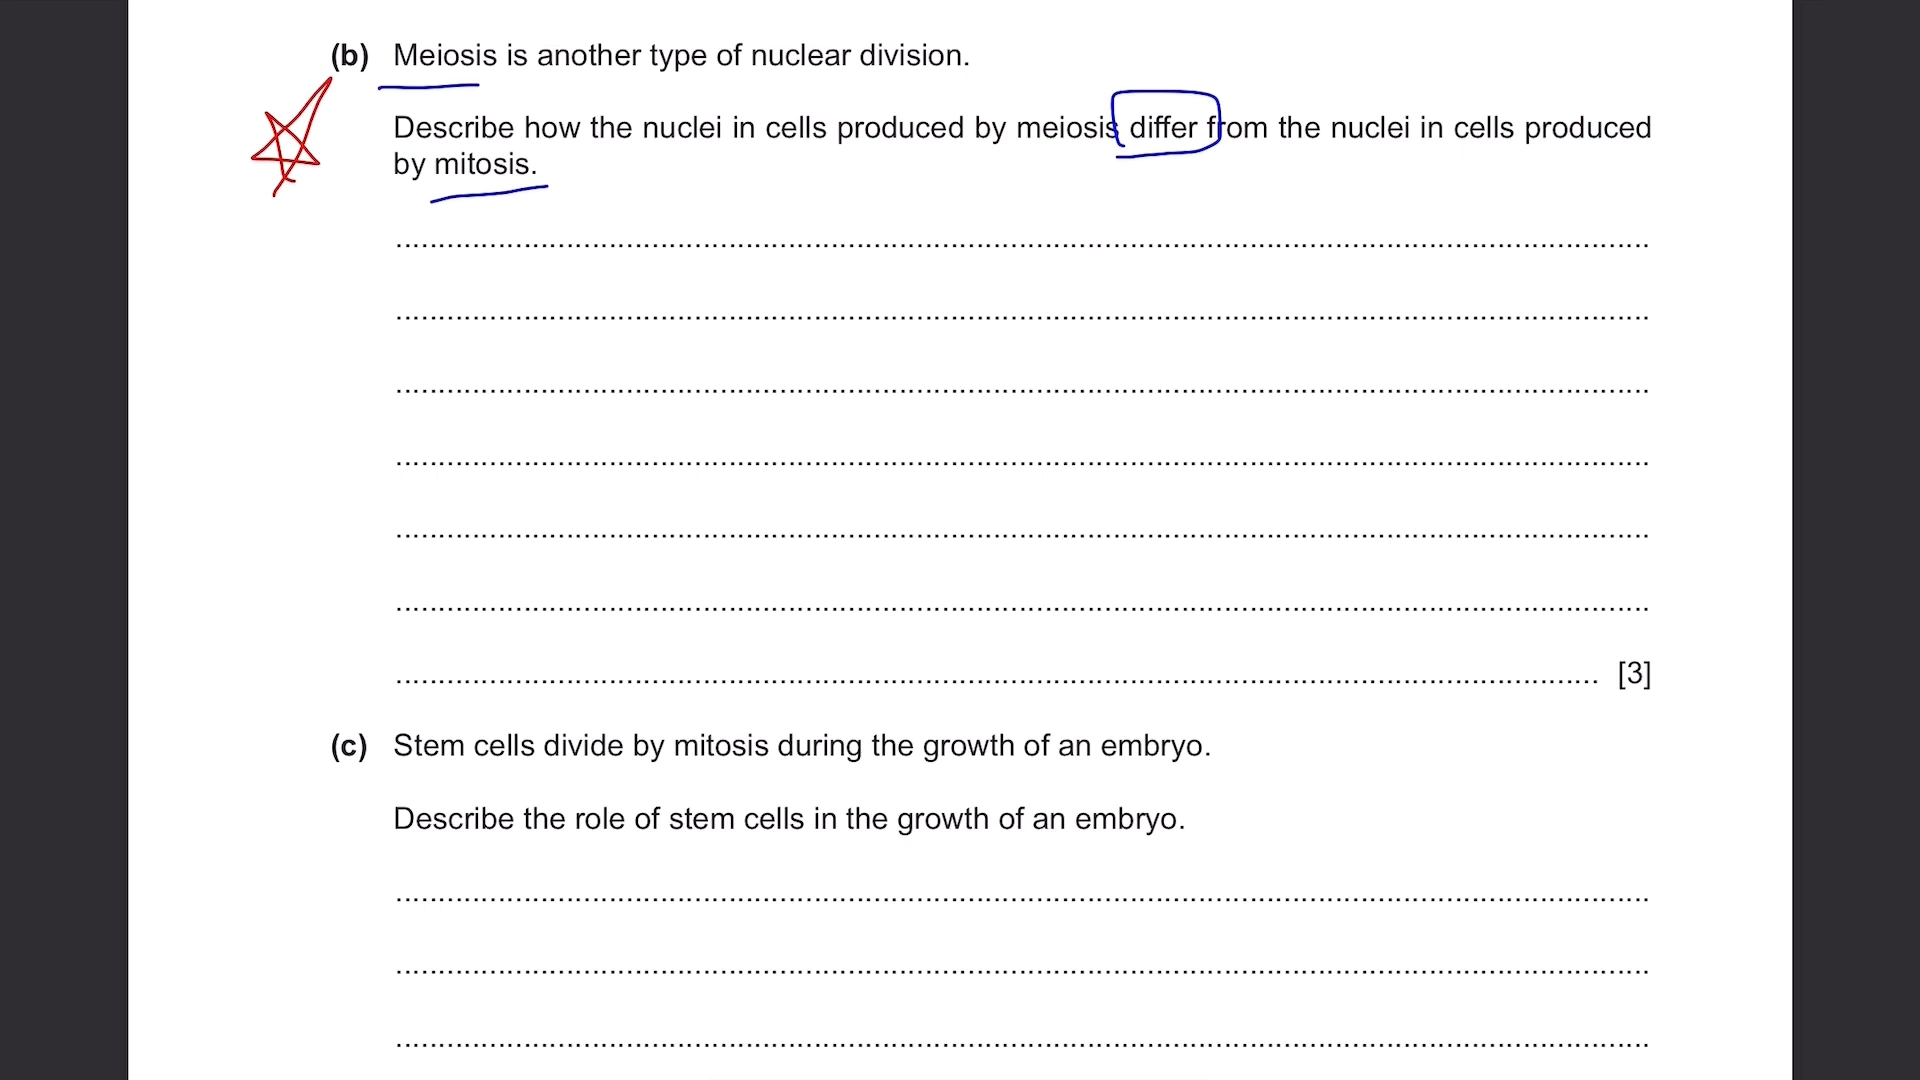 (b) Meiosis is another type of nuclear division.
Describe how the nuclei in cells produced by meiosis differ from the nuclei in cells produced
by mitosis.
..........................................................................................................................................
..........................................................................................................................................
..........................................................................................................................................
..........................................................................................................................................
..........................................................................................................................................
..........................................................................................................................................
..................................................................................................................................... [3]
(c) Stem cells divide by mitosis during the growth of an embryo.
Describe the role of stem cells in the growth of an embryo.
..........................................................................................................................................
..........................................................................................................................................
..........................................................................................................................................